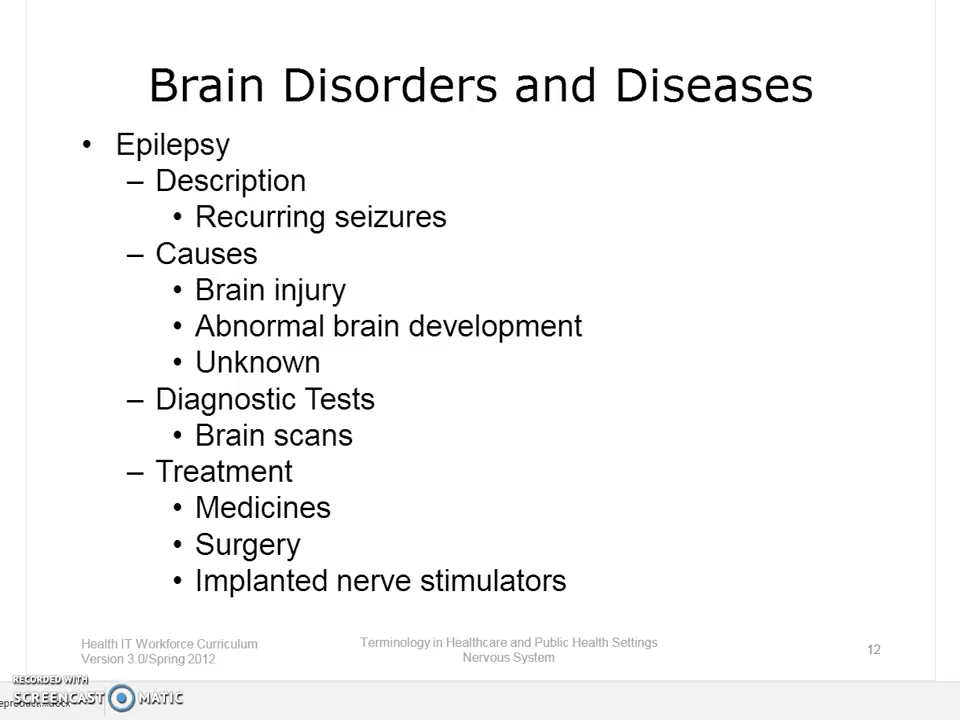 Brain Disorders and Diseases
• Epilepsy
– Description
• Recurring seizures
– Causes
• Brain injury
• Abnormal brain development
• Unknown
– Diagnostic Tests
• Brain scans
– Treatment
• Medicines
• Surgery
• Implanted nerve stimulators
Health IT Workforce Curriculum
Version 3.0/Spring 2012
Terminology in Healthcare and Public Health Settings
Nervous System
12
RECORDED WITH
SCREENCAST MATIC